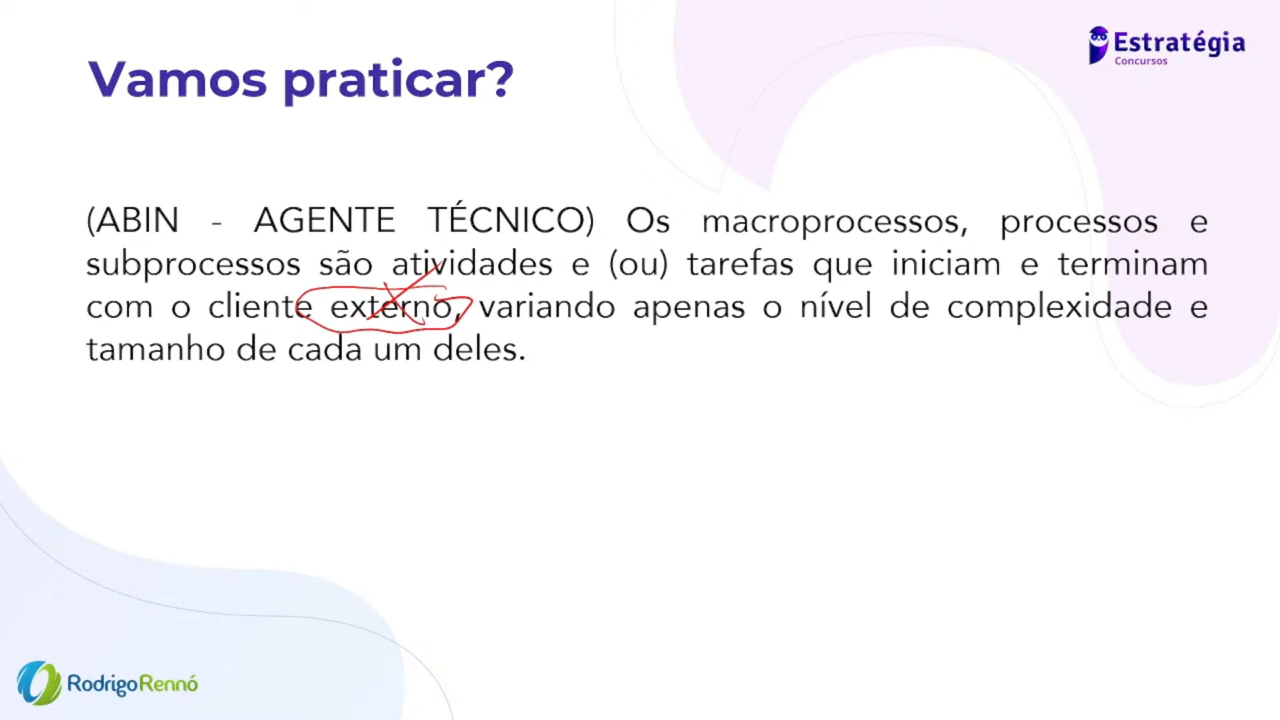 Estratégia
Concursos
Vamos praticar?
(ABIN - AGENTE TÉCNICO) Os macroprocessos, processos e
subprocessos são atividades e (ou) tarefas que iniciam e terminam
com o cliente externo, variando apenas o nível de complexidade e
tamanho de cada um deles.
RodrigoRennó